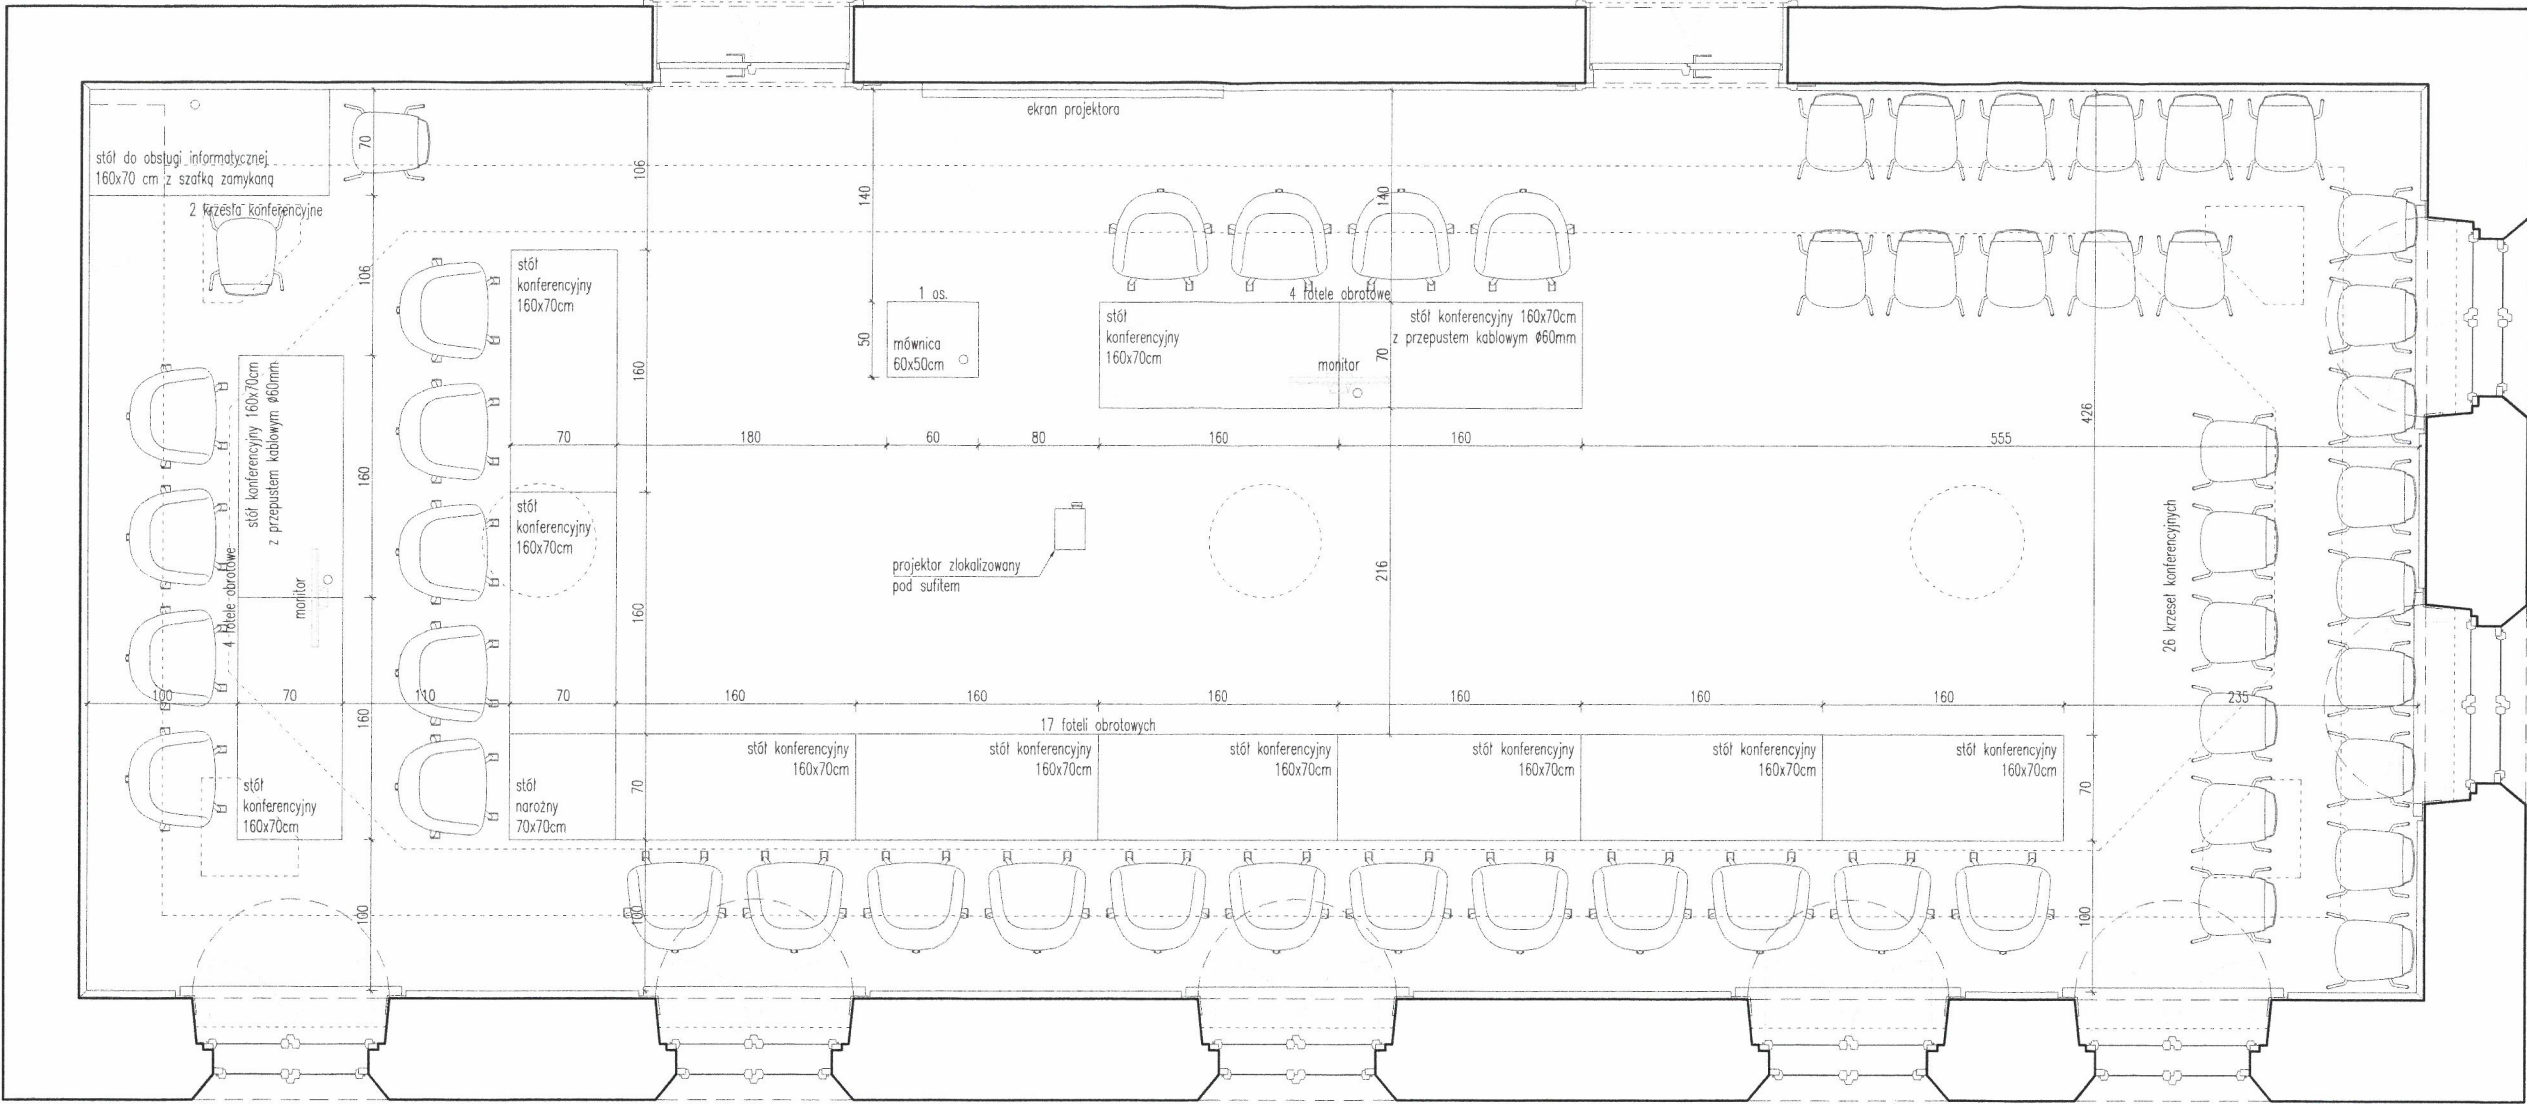 ekran projektora
stół do obsługi informatycznej
160x70 cm z szafką zamykaną
2 krzesła konferencyjne
70
106
140
140
106
stół
konferencyjny
160x70cm
1 os.
mównica
60x50cm
50
4 fotele obrotowe
stół
konferencyjny
160x70cm
stół konferencyjny 160x70cm
z przepustem kablowym Ø60mm
monitor
70
160
stół konferencyjny 160x70cm
z przepustem kablowym Ø60mm
160
70
180
60
80
160
160
555
426
stół
konferencyjny
160x70cm
4 fotele obrotowe
monitor
projektor zlokalizowany
pod sufitem
216
160
26 krzeseł konferencyjnych
100
70
110
70
160
160
160
160
160
160
235
160
17 foteli obrotowych
stół
konferencyjny
160x70cm
stół
narożny
70x70cm
70
stół konferencyjny
160x70cm
stół konferencyjny
160x70cm
stół konferencyjny
160x70cm
stół konferencyjny
160x70cm
stół konferencyjny
160x70cm
stół konferencyjny
160x70cm
70
100
100
100